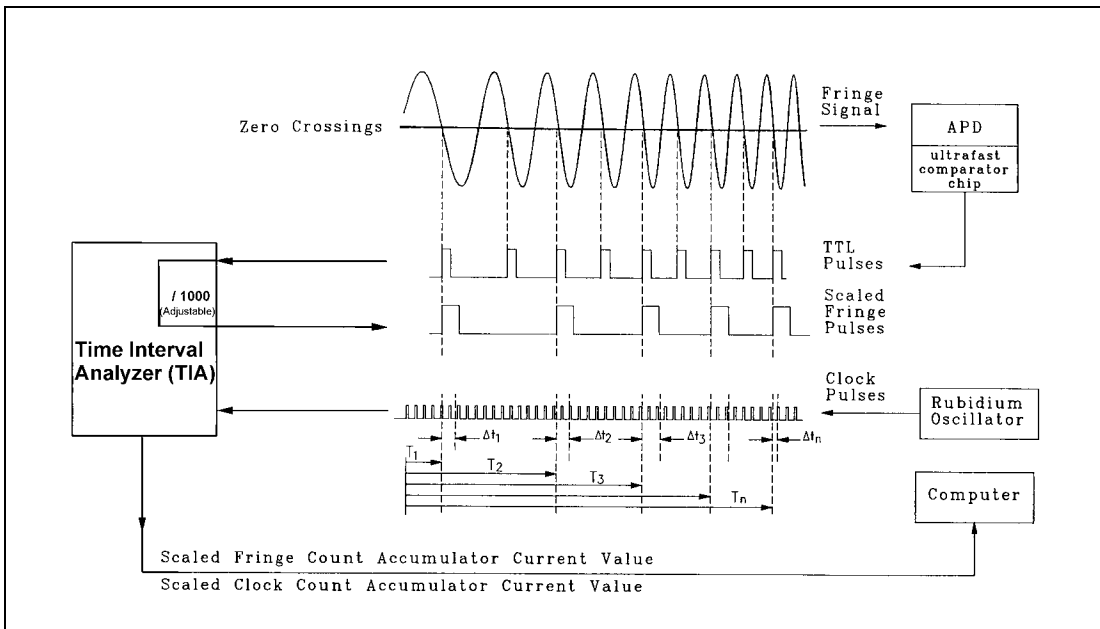 Zero Crossings
Fringe
Signal
APD
ultrafast
comparator
chip
TTL
Pulses
/ 1000
(Adjustable)
Scaled
Fringe
Pulses
Time Interval
Analyzer (TIA)
Clock
Pulses
Rubidium
Oscillator
Δt1
Δt2
Δt3
Δtn
T1
T2
T3
Tn
Computer
Scaled Fringe Count Accumulator Current Value
Scaled Clock Count Accumulator Current Value